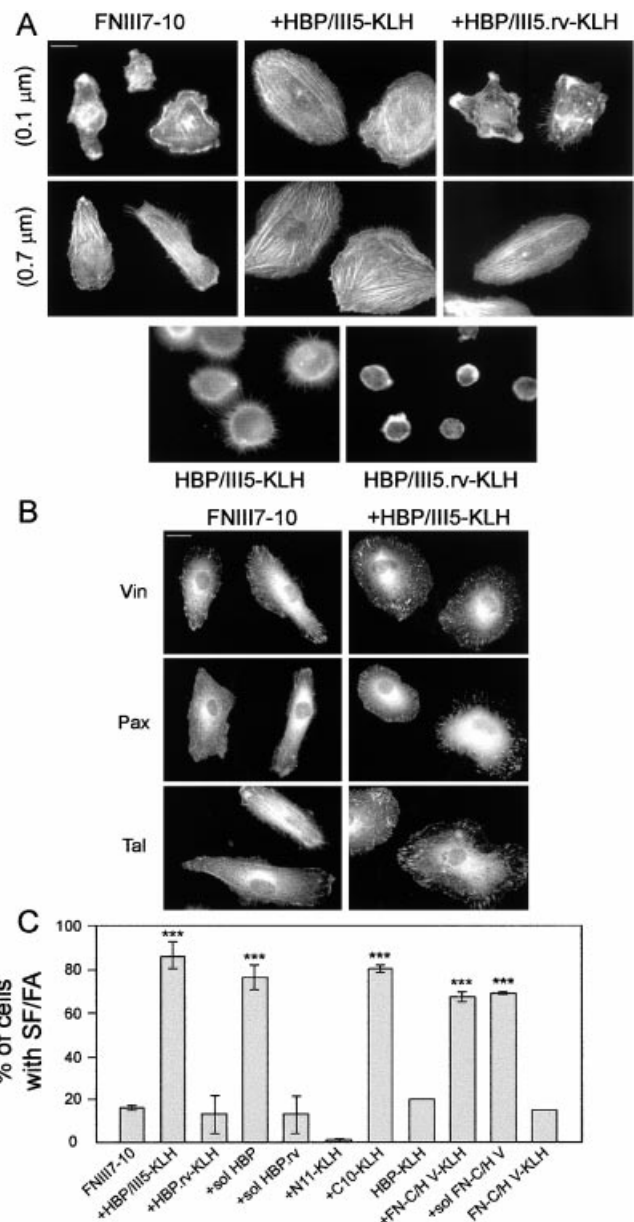 A
FNIII7-10 +HBP/III5-KLH +HBP/III5.rv-KLH
(0.1 µm)
(0.7 µm)
HBP/III5-KLH HBP/III5.rv-KLH
B
FNIII7-10 +HBP/III5-KLH
Vin
Pax
Tal
C
% of cells
with SF/FA
100
80
60
40
20
0
*** *** *** *** ***
FNIII7-10
+HBP/III5-KLH
+HBP.rv-KLH
+sol HBP
+sol HBP.rv
+N11-KLH
+C10-KLH
HBP-KLH
+FN-C/H V-KLH
+sol FN-C/H V
FN-C/H V-KLH